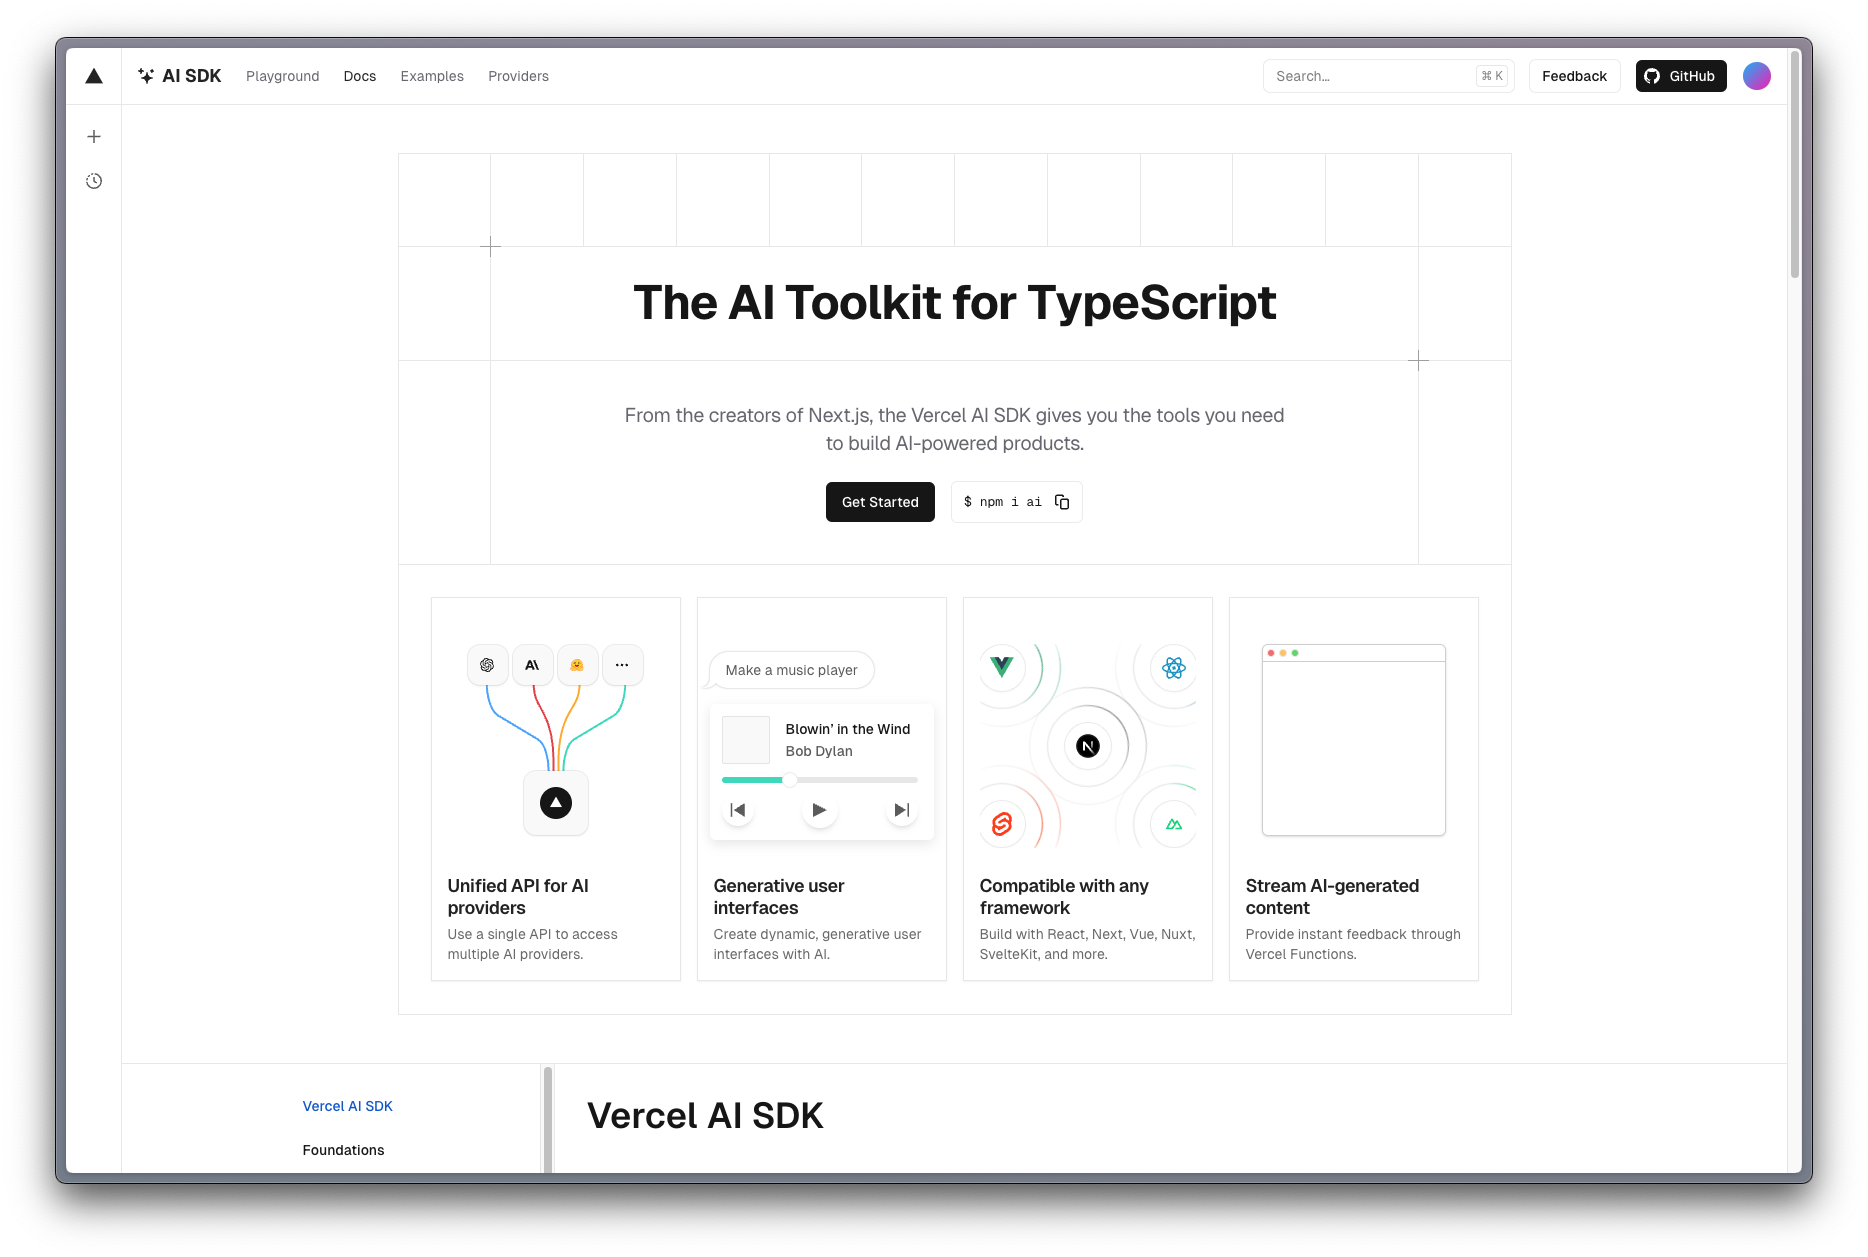 AI SDK
Playground
Docs
Examples
Providers
Search...
⌘ K
Feedback
GitHub
The AI Toolkit for TypeScript
From the creators of Next.js, the Vercel AI SDK gives you the tools you need
to build AI-powered products.
Get Started
$ npm i ai
A\
Make a music player
Blowin’ in the Wind
Bob Dylan
N
Unified API for AI
providers
Use a single API to access
multiple AI providers.
Generative user
interfaces
Create dynamic, generative user
interfaces with AI.
Compatible with any
framework
Build with React, Next, Vue, Nuxt,
SvelteKit, and more.
Stream AI-generated
content
Provide instant feedback through
Vercel Functions.
Vercel AI SDK
Foundations
Vercel AI SDK